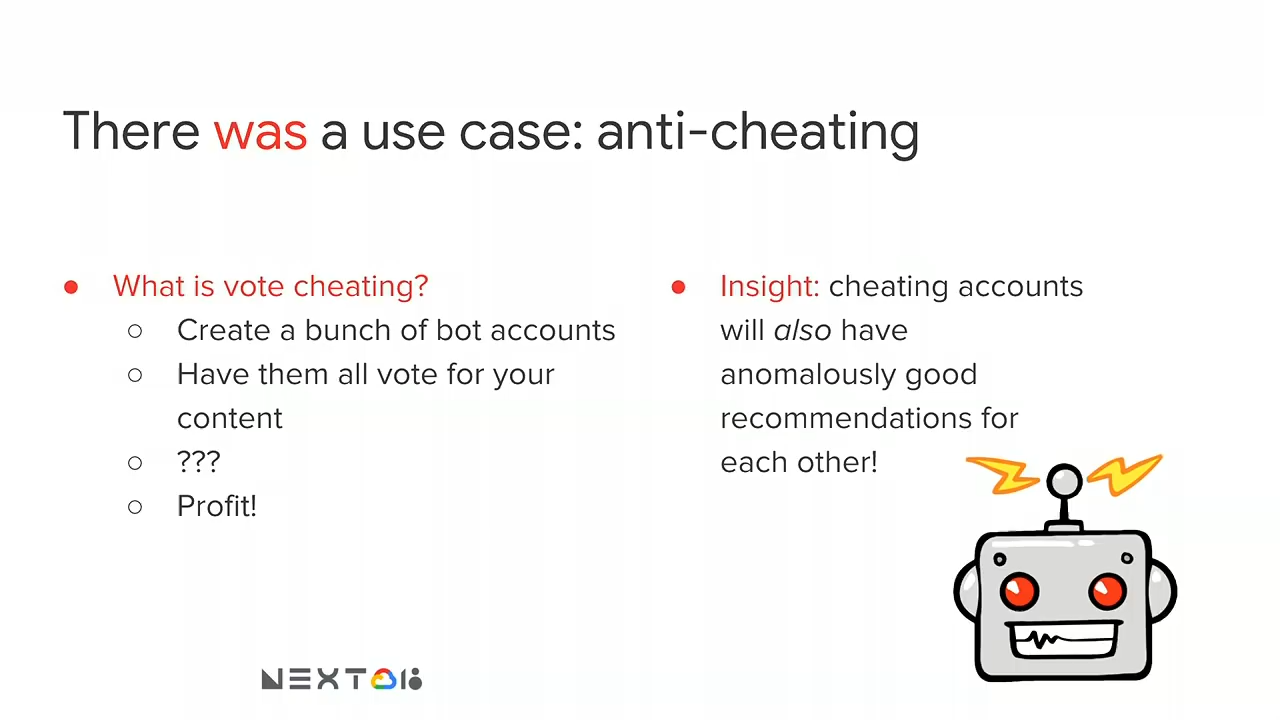 There was a use case: anti-cheating
● What is vote cheating?
○ Create a bunch of bot accounts
○ Have them all vote for your
content
○ ???
○ Profit!
● Insight: cheating accounts
will also have
anomalously good
recommendations for
each other!
NEXT 18